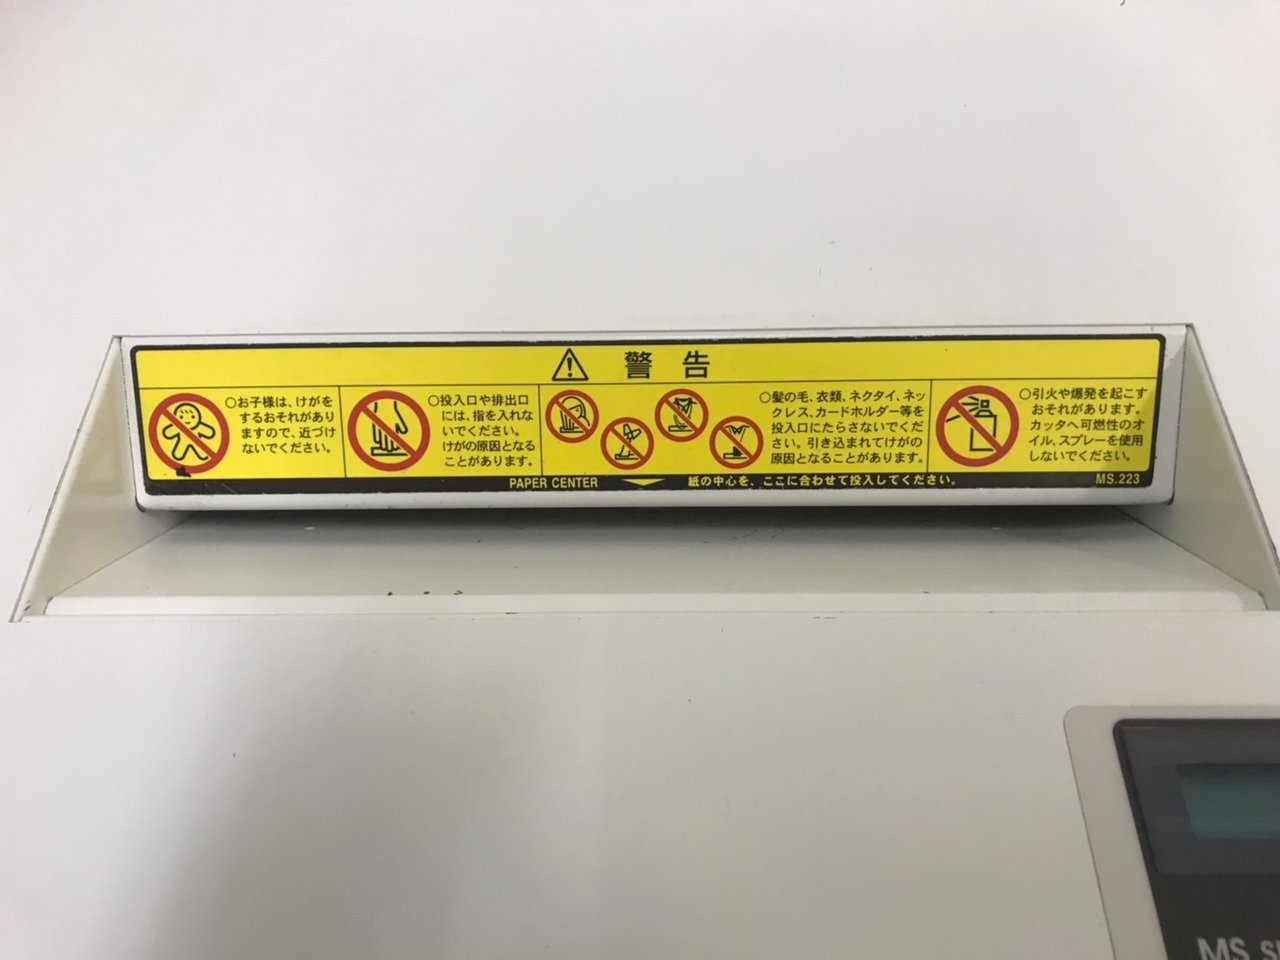 警告
○お子様は、けがを
するおそれがあり
ますので、近づけ
ないでください。
○投入口や排出口
には、指を入れな
いでください。
けがの原因となる
ことがあります。
○髪の毛、衣類、ネクタイ、ネッ
クレス、カードホルダー等を
投入口にたらさないでくだ
さい。引き込まれてけがの
原因となることがあります。
○引火や爆発を起こす
おそれがあります。
カッタへ可燃性のオ
イル、スプレーを使用
しないでください。
PAPER CENTER 紙の中心を、ここに合わせて投入してください。 MS.223
MS